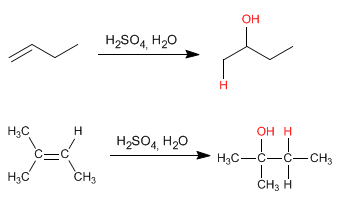 OH
H₂SO₄, H₂O
H
H₃C H
H₂SO₄, H₂O
OH H
C=C
H₃C–C–C–CH₃
H₃C CH₃
CH₃ H